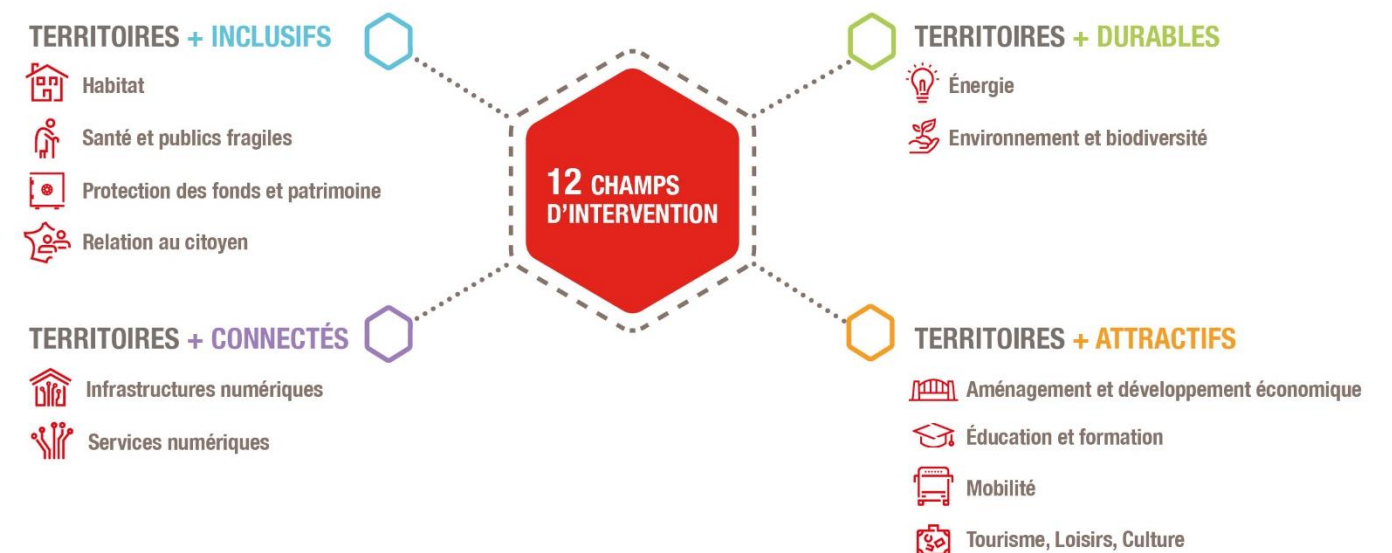 TERRITOIRES + INCLUSIFS
Habitat
Santé et publics fragiles
Protection des fonds et patrimoine
Relation au citoyen
TERRITOIRES + CONNECTÉS
Infrastructures numériques
Services numériques
12 CHAMPS
D'INTERVENTION
TERRITOIRES + DURABLES
Énergie
Environnement et biodiversité
TERRITOIRES + ATTRACTIFS
Aménagement et développement économique
Éducation et formation
Mobilité
Tourisme, Loisirs, Culture